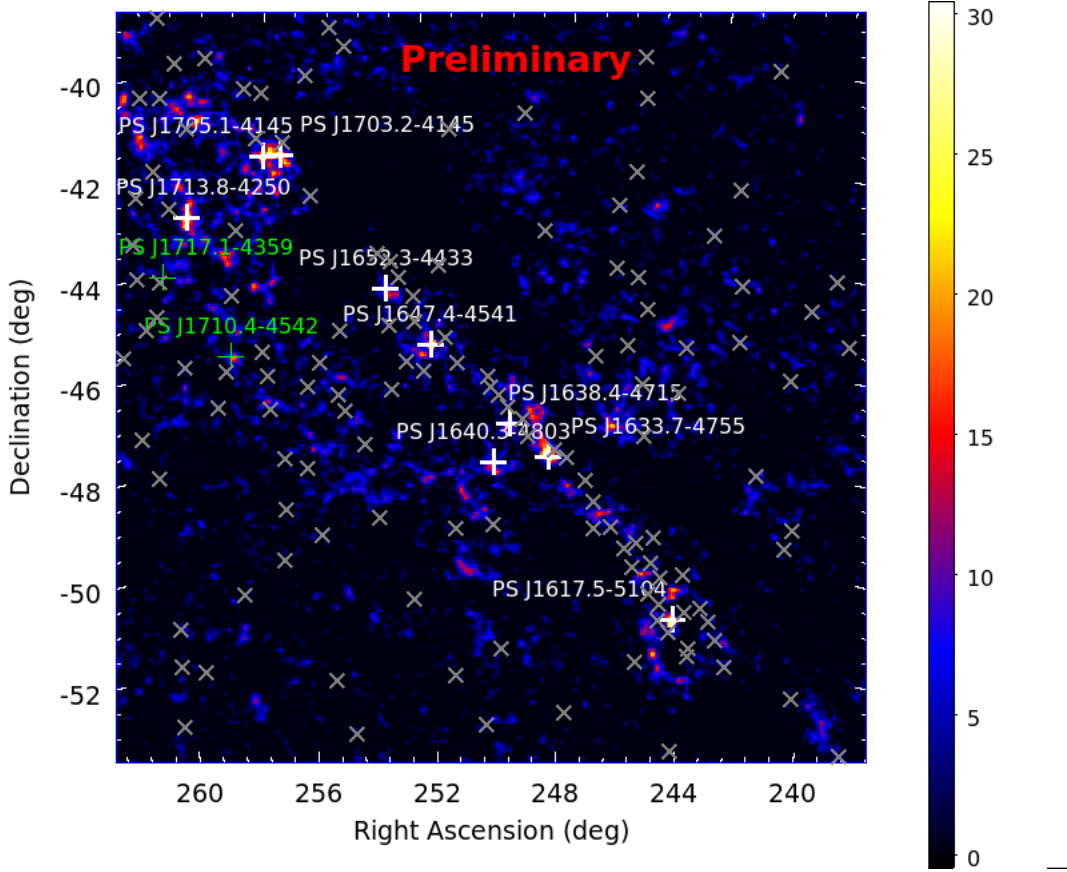 Preliminary
PS J1705.1-4145
PS J1703.2-4145
PS J1713.8-4250
PS J1717.1-4359
PS J1652.3-4433
PS J1647.4-4541
PS J1710.4-4542
PS J1638.4-4715
PS J1640.3-4803
PS J1633.7-4755
PS J1617.5-5104
-40
-42
-44
-46
-48
-50
-52
Declination (deg)
260 256 252 248 244 240
Right Ascension (deg)
30
25
20
15
10
5
0